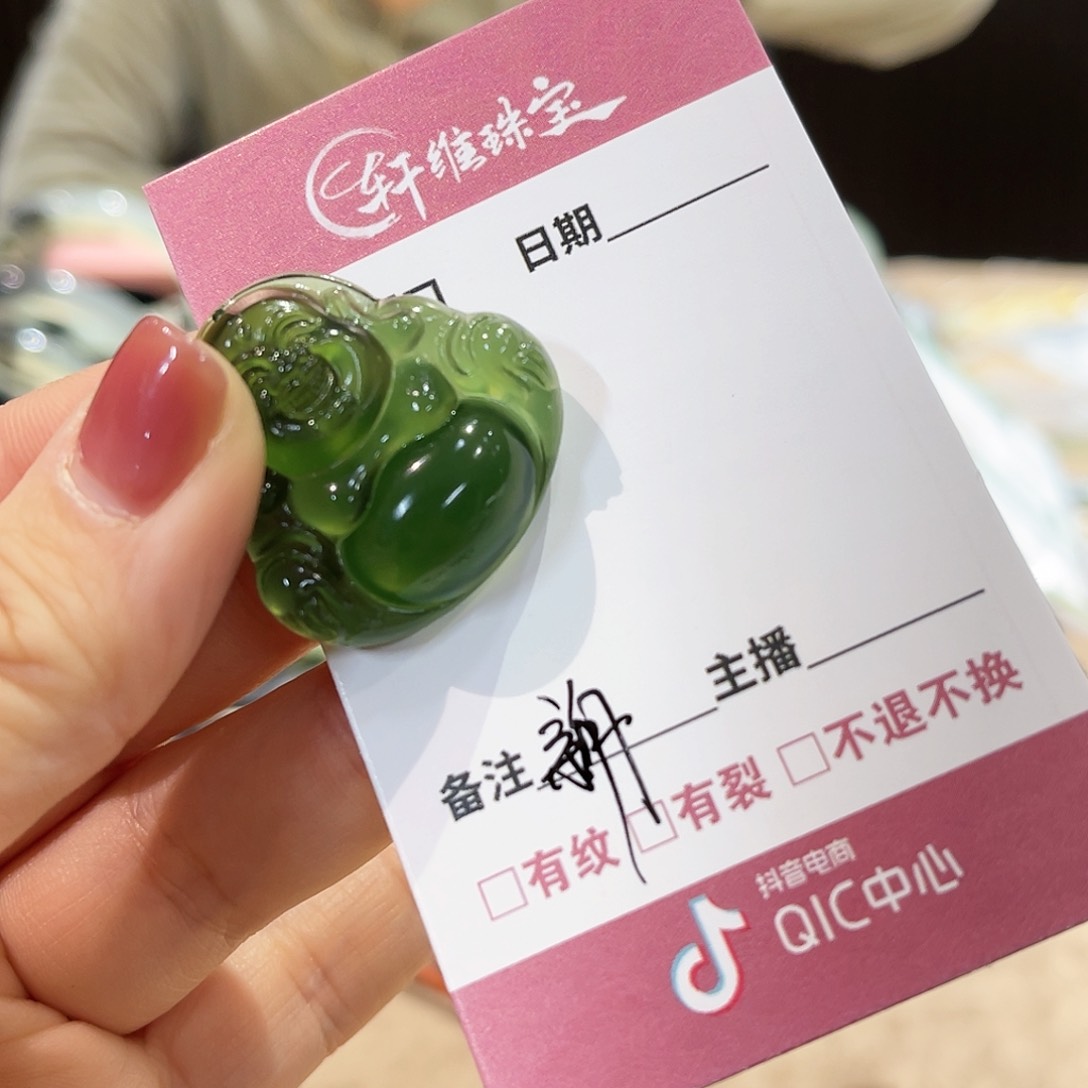 轩维珠宝
日期
备注
主播
有纹
有裂
不退不换
抖音电商
QIC中心